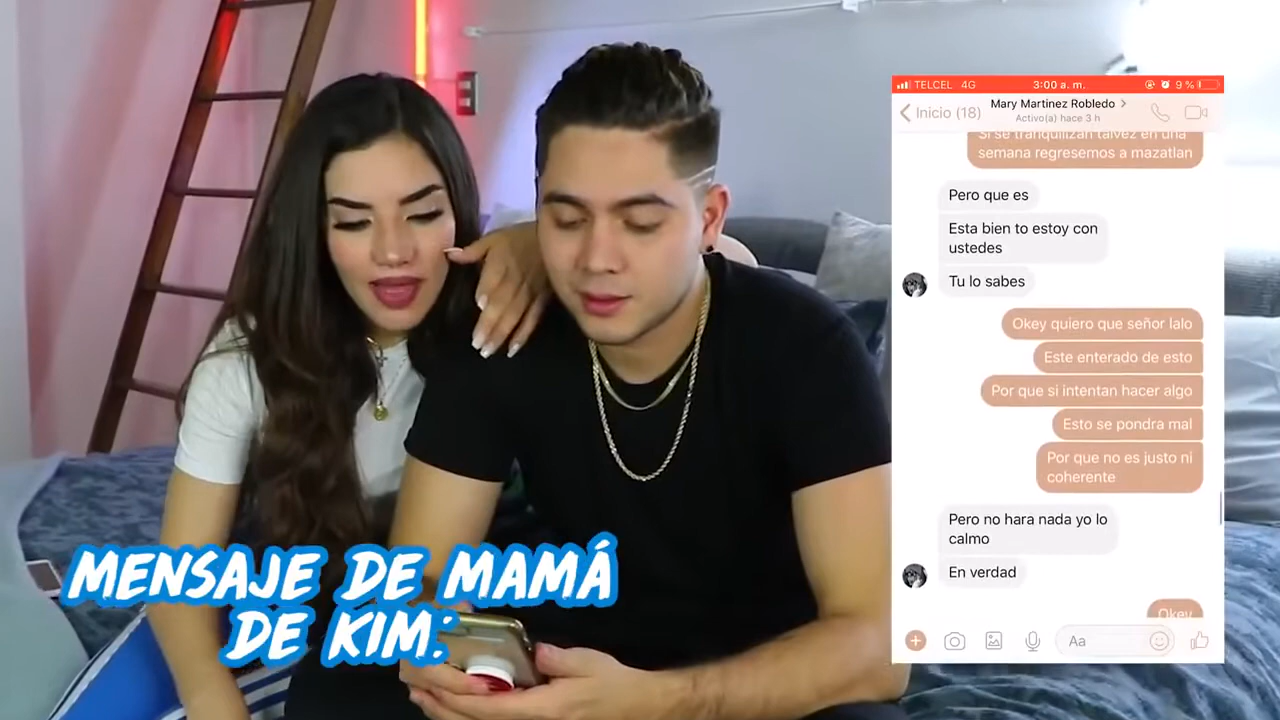 MENSAJE DE MAMÁ
DE KIM:
TELCEL 4G 3:00 a. m. 9 %
Inicio (18) Mary Martinez Robledo
Activo(a) hace 3 h
Si se tranquilizan talvez en una
semana regresemos a mazatlan
Pero que es
Esta bien to estoy con
ustedes
Tu lo sabes
Okey quiero que señor lalo
Este enterado de esto
Por que si intentan hacer algo
Esto se pondra mal
Por que no es justo ni
coherente
Pero no hara nada yo lo
calmo
En verdad
Okey
Aa